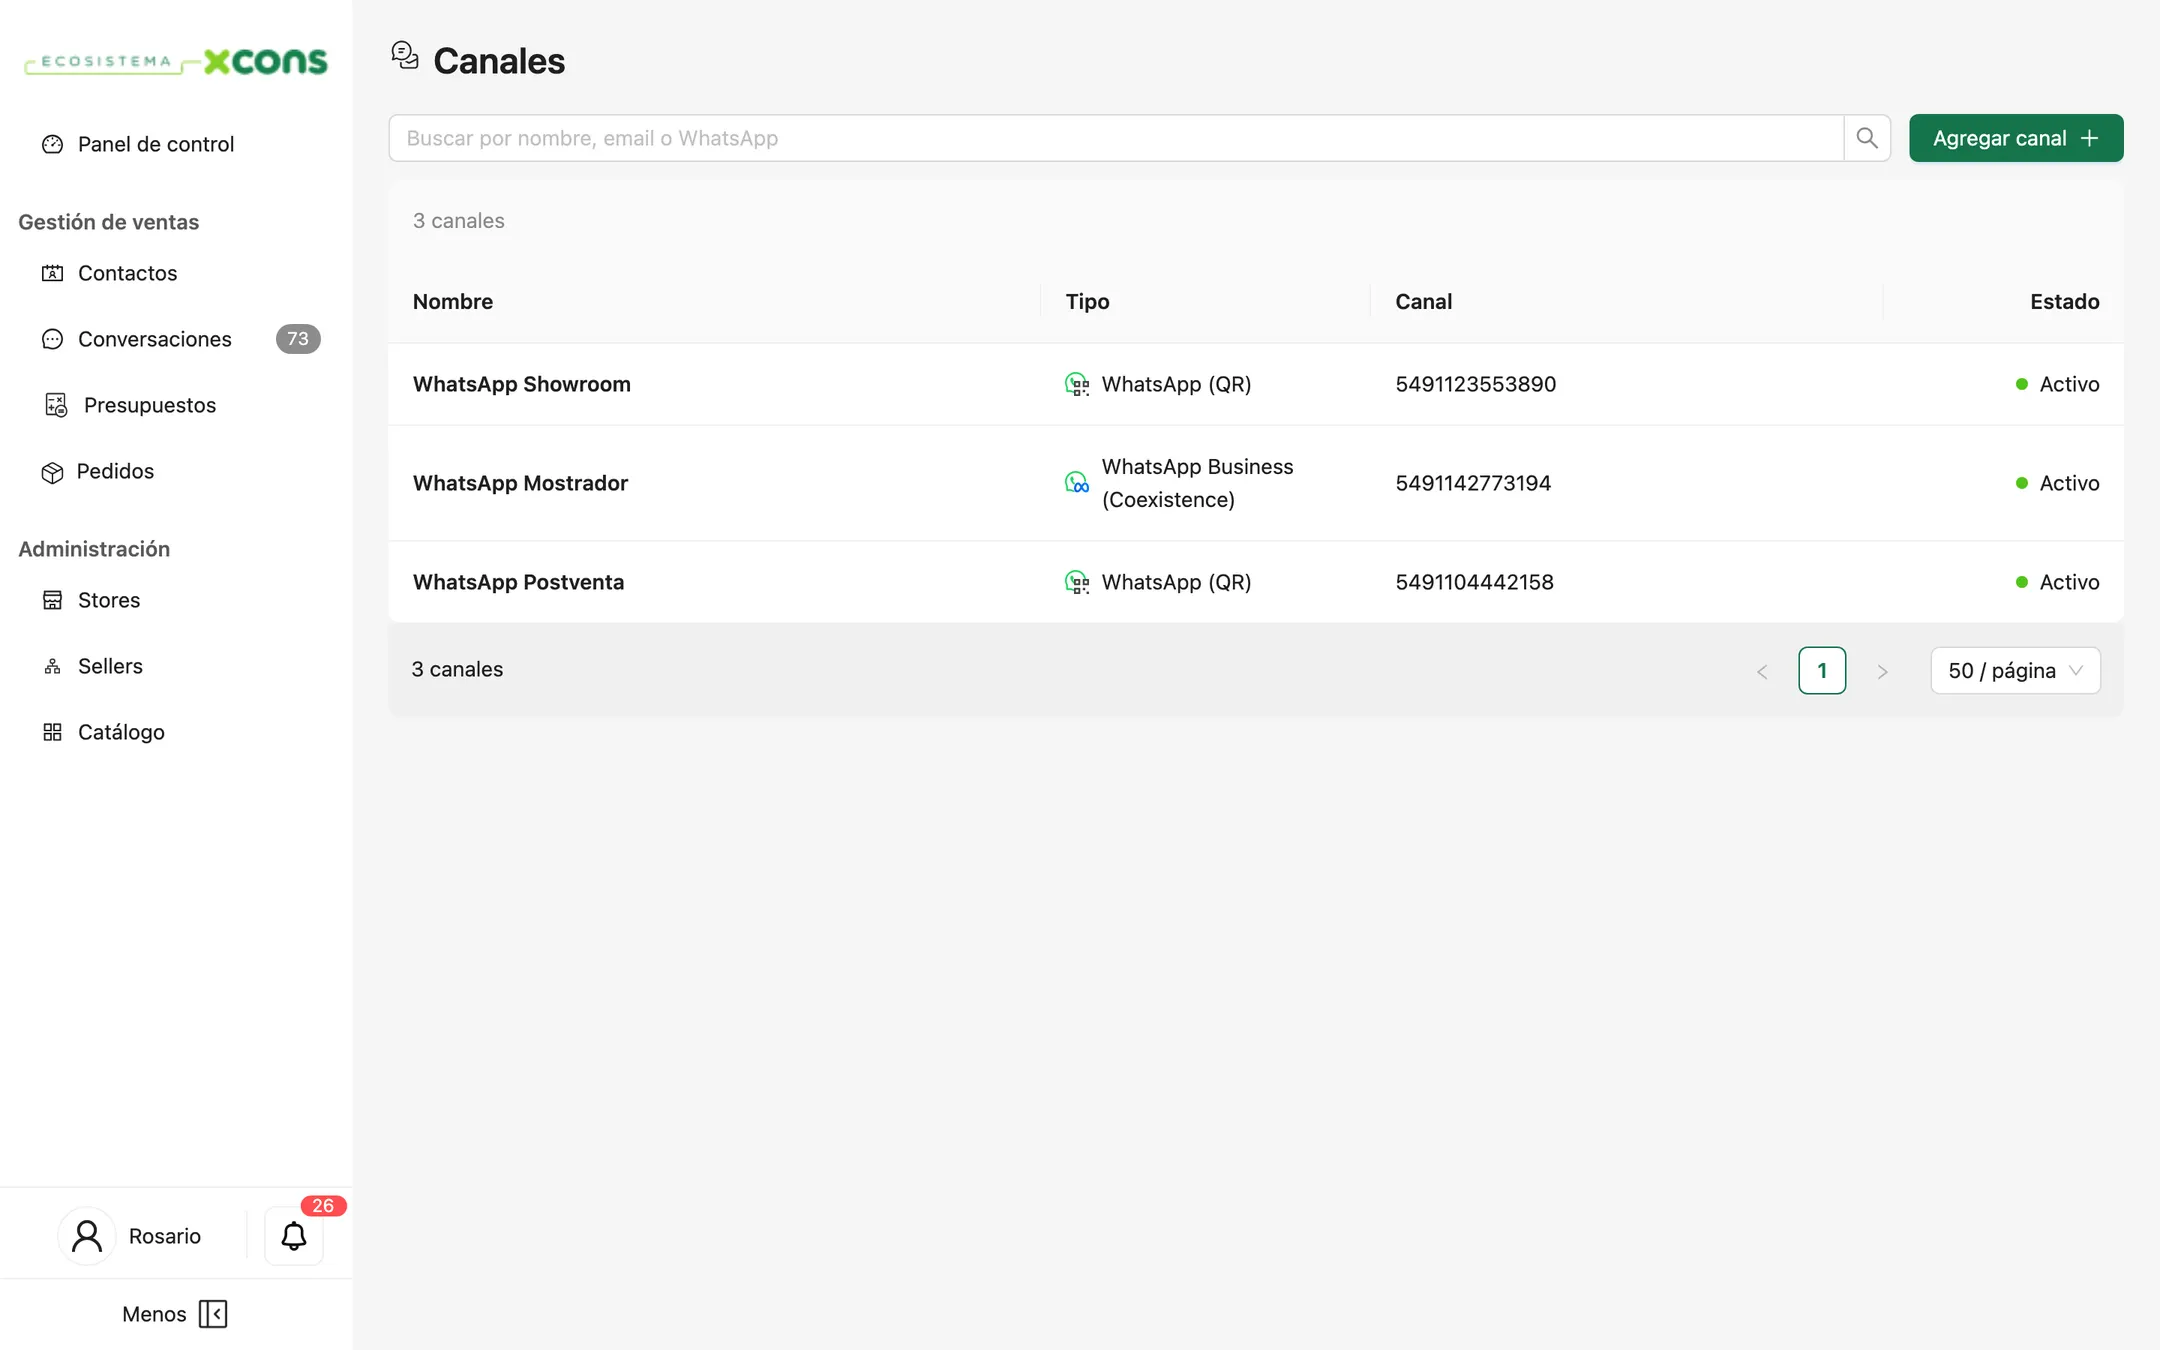 ECOSISTEMA xcons
Panel de control
Gestión de ventas
Contactos
Conversaciones 73
Presupuestos
Pedidos
Administración
Stores
Sellers
Catálogo
Rosario 26
Menos
Canales
Buscar por nombre, email o WhatsApp
Agregar canal
3 canales
Nombre Tipo Canal Estado
WhatsApp Showroom WhatsApp (QR) 5491123553890 Activo
WhatsApp Mostrador WhatsApp Business (Coexistence) 5491142773194 Activo
WhatsApp Postventa WhatsApp (QR) 5491104442158 Activo
3 canales
1
50 / página